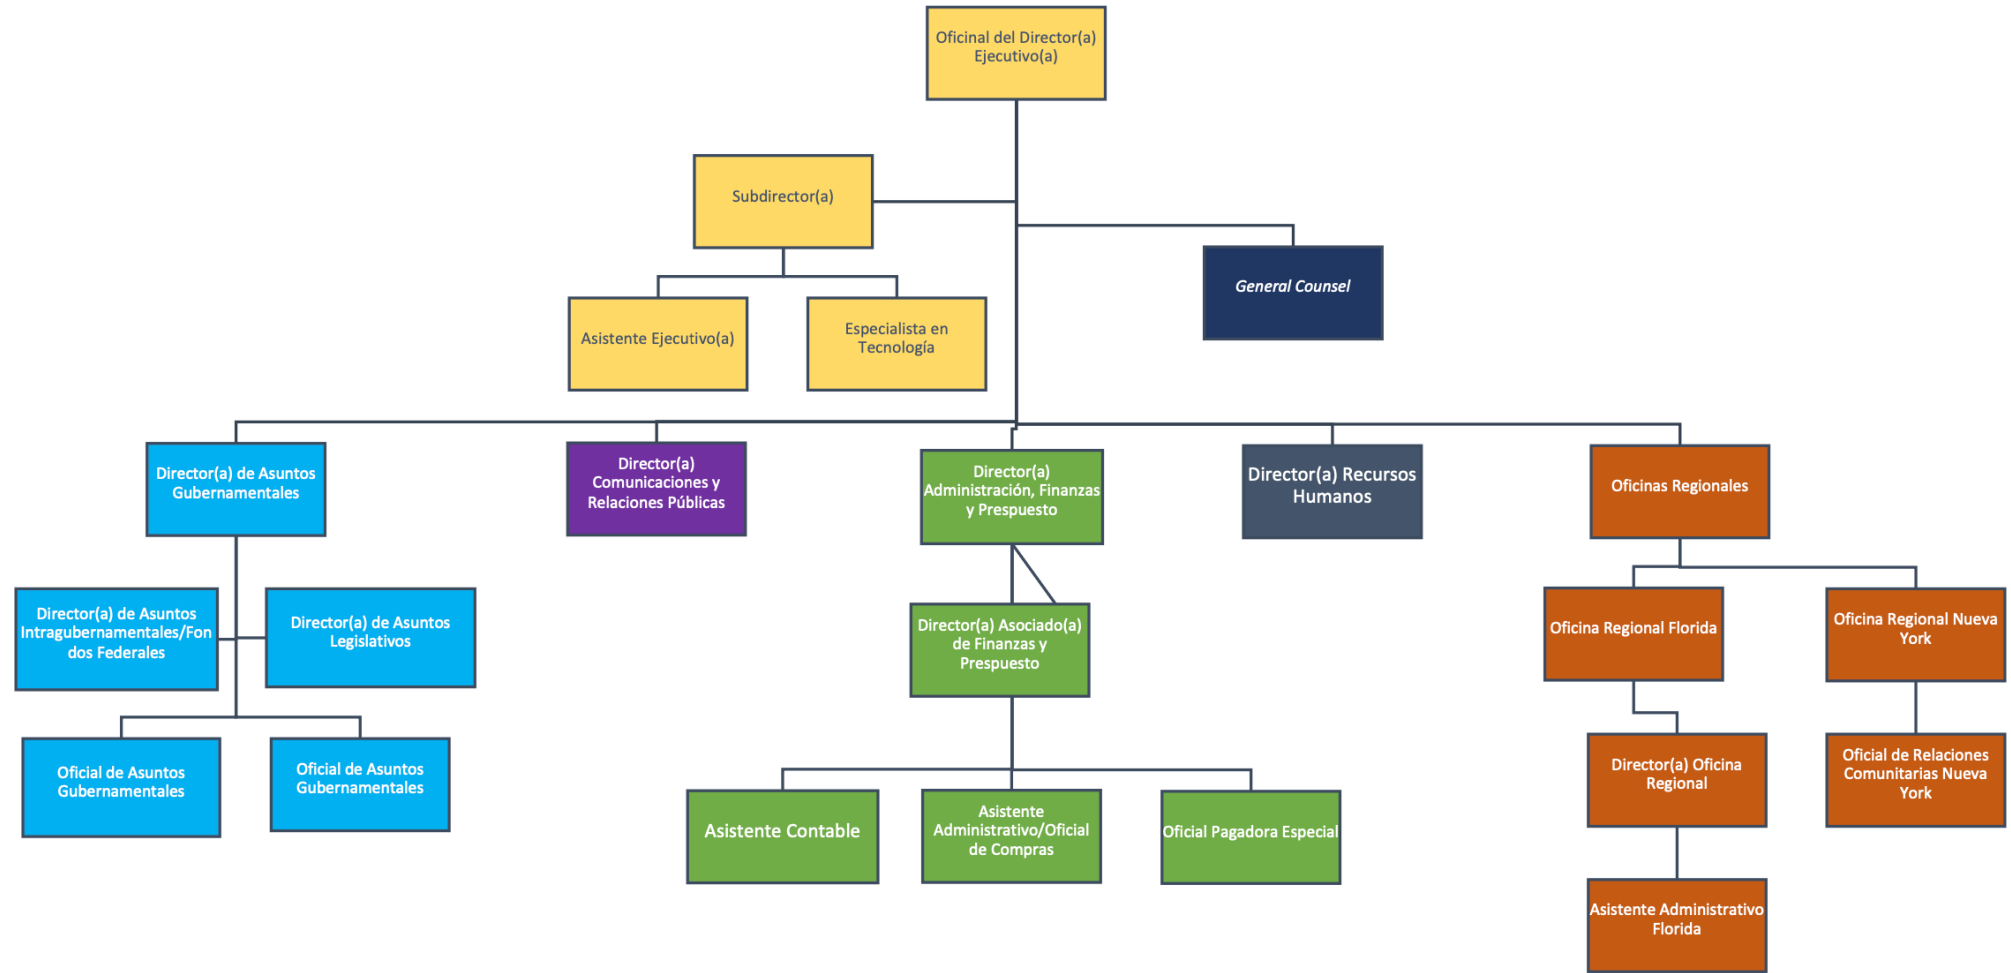 Oficinal del Director(a)
Ejecutivo(a)
Subdirector(a)
General Counsel
Asistente Ejecutivo(a)
Especialista en
Tecnología
Director(a) de Asuntos
Gubernamentales
Director(a)
Comunicaciones y
Relaciones Públicas
Director(a)
Administración, Finanzas
y Prespuesto
Director(a) Recursos
Humanos
Oficinas Regionales
Director(a) de Asuntos
Intragubernamentales/Fon
dos Federales
Director(a) de Asuntos
Legislativos
Director(a) Asociado(a)
de Finanzas y
Prespuesto
Oficina Regional Florida
Oficina Regional Nueva
York
Oficial de Asuntos
Gubernamentales
Oficial de Asuntos
Gubernamentales
Asistente Contable
Asistente
Administrativo/Oficial
de Compras
Oficial Pagadora Especial
Director(a) Oficina
Regional
Oficial de Relaciones
Comunitarias Nueva
York
Asistente Administrativo
Florida